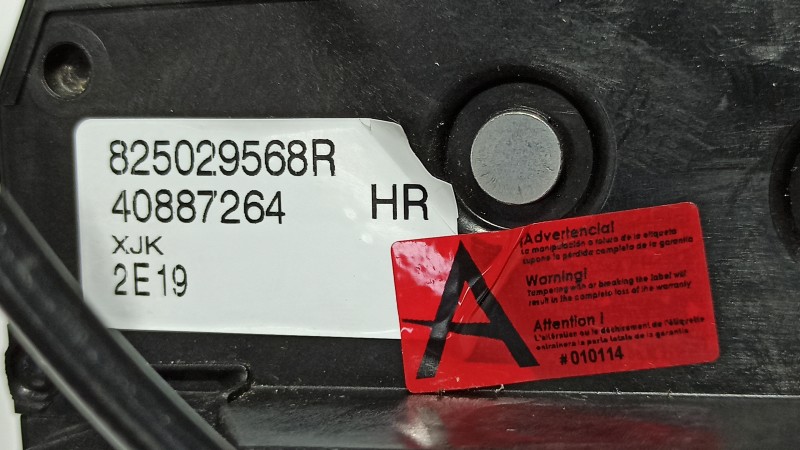 825029568R
40887264
HR
XJK
2E19
A
¡Advertencia!
La manipulación o rotura de la etiqueta
supone la pérdida completa de la garantía
Warning!
Tampering with or breaking the label will
result in the complete loss of the warranty
Attention !
L'altération ou le déchirement de l'étiquette
entraînera la perte totale de la garantie
#010114